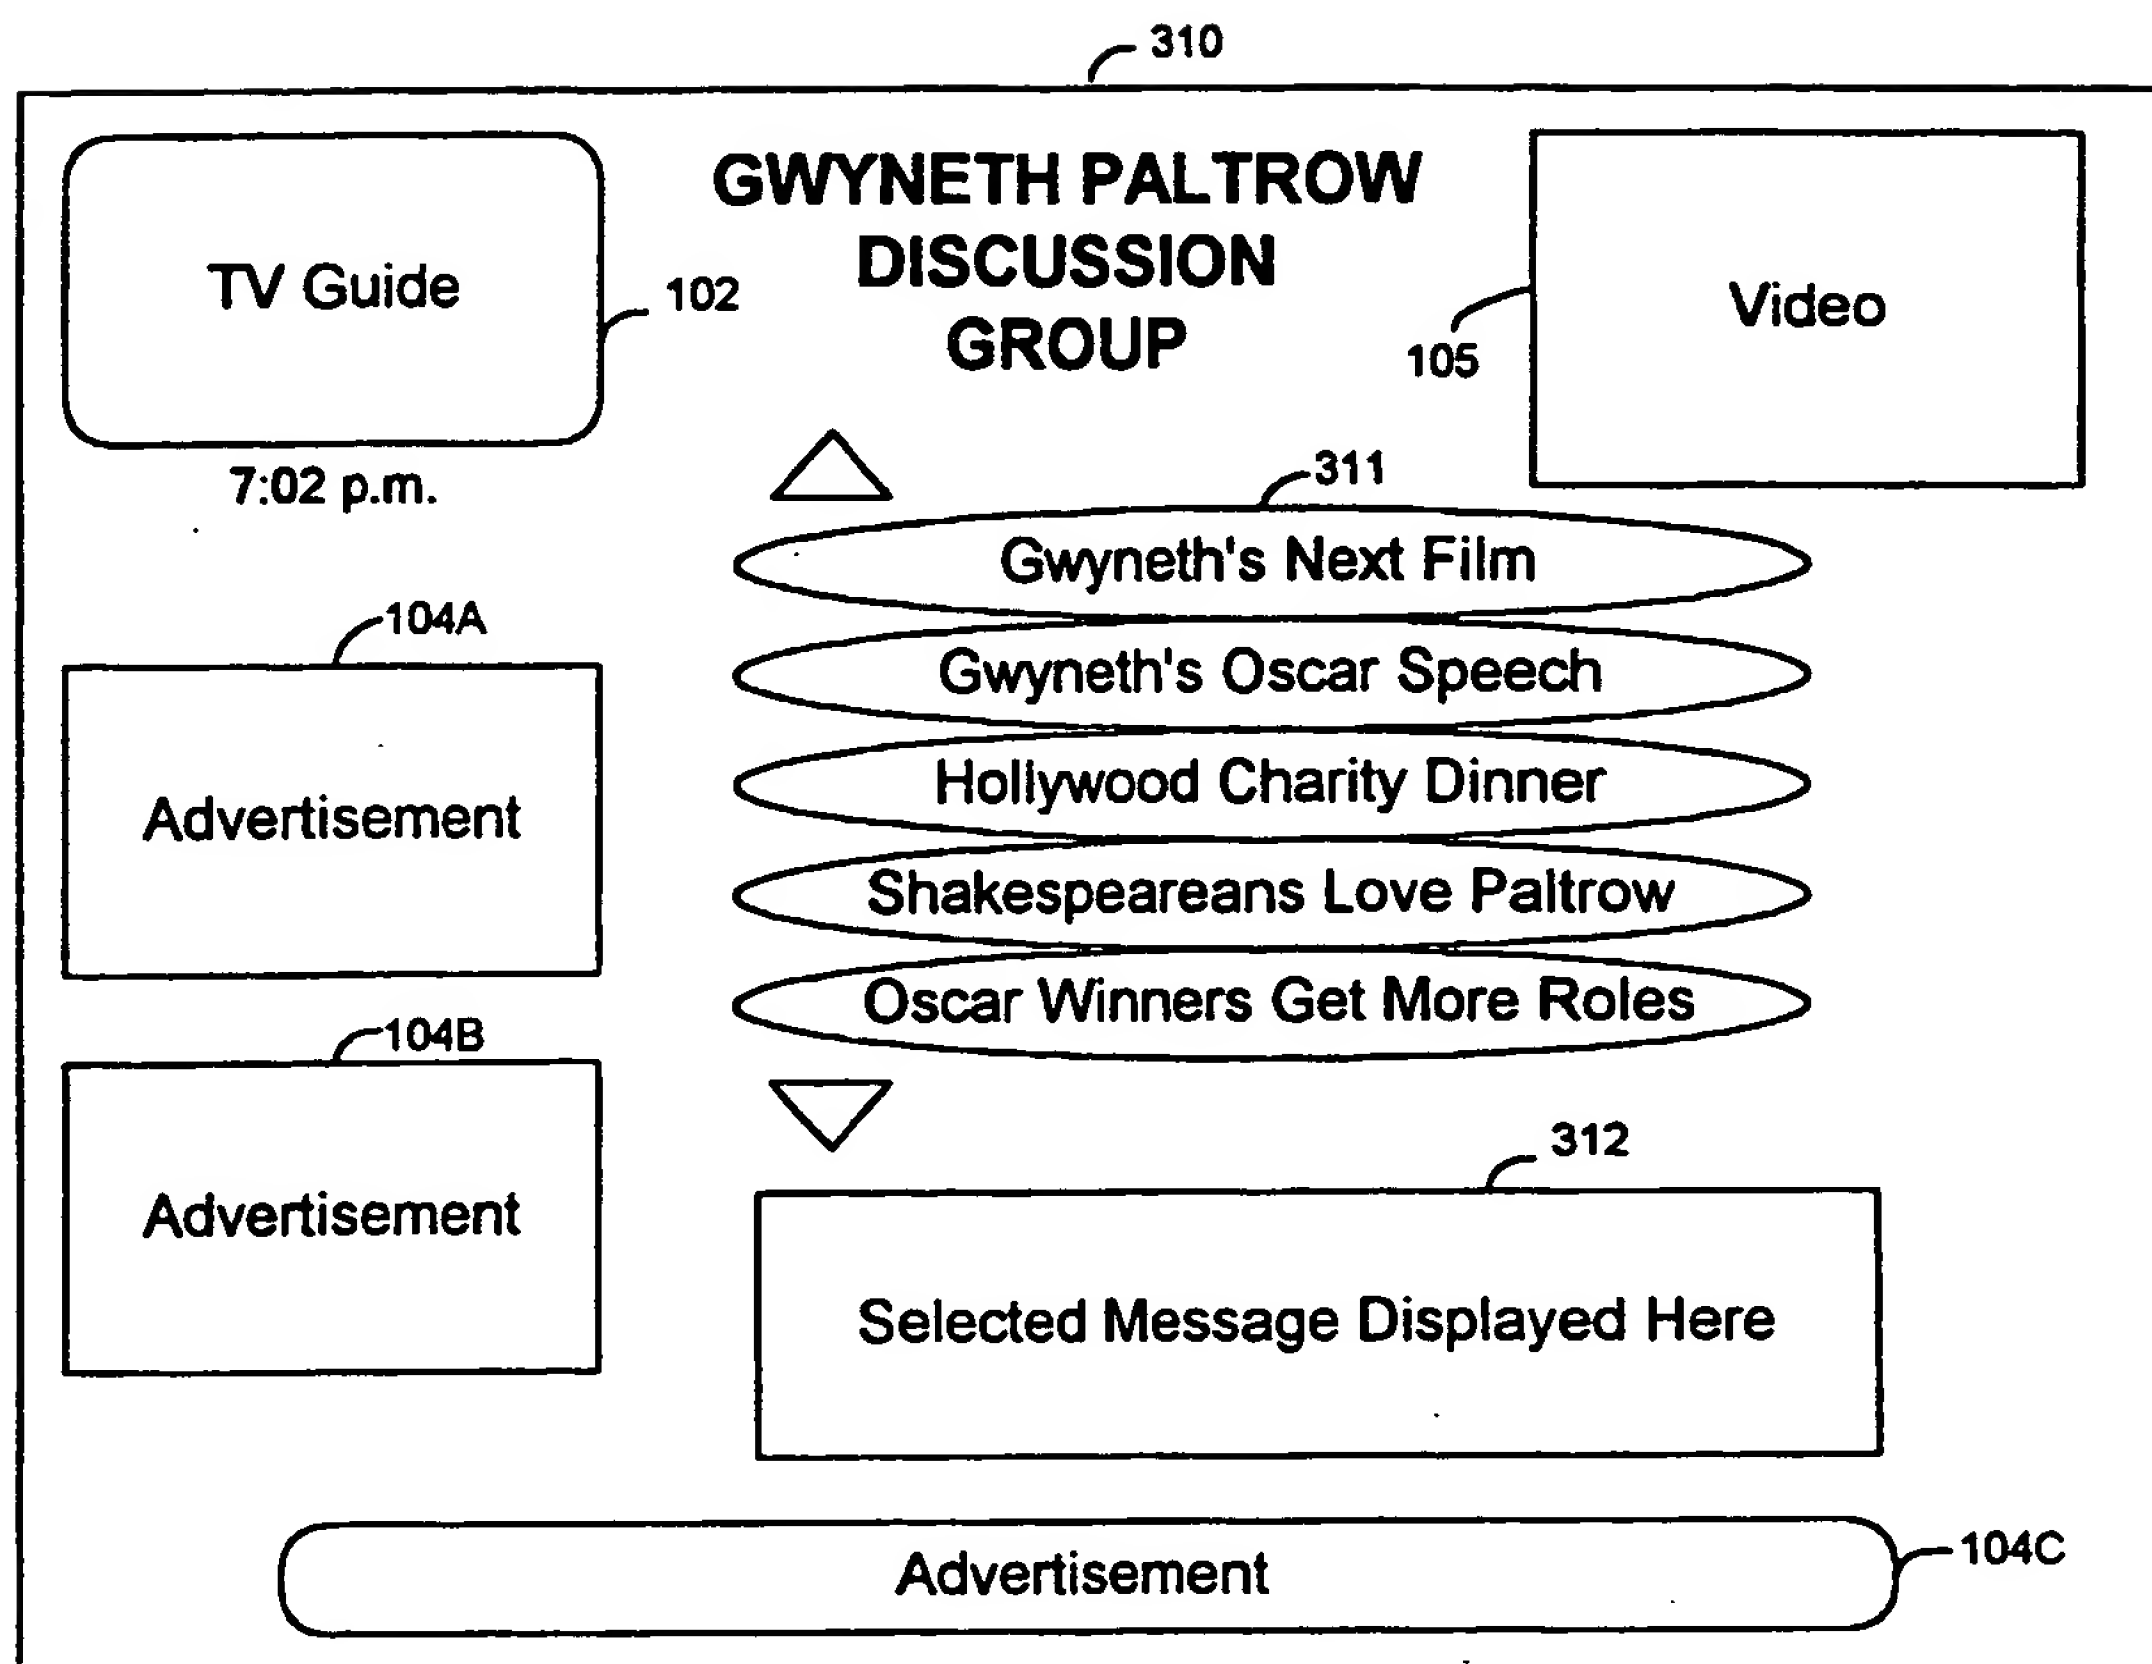 310
TV Guide
102
7:02 p.m.
GWYNETH PALTROW
DISCUSSION
GROUP
Video
105
311
Gwyneth's Next Film
Gwyneth's Oscar Speech
Hollywood Charity Dinner
Shakespeareans Love Paltrow
Oscar Winners Get More Roles
104A
Advertisement
104B
Advertisement
312
Selected Message Displayed Here
Advertisement
104C